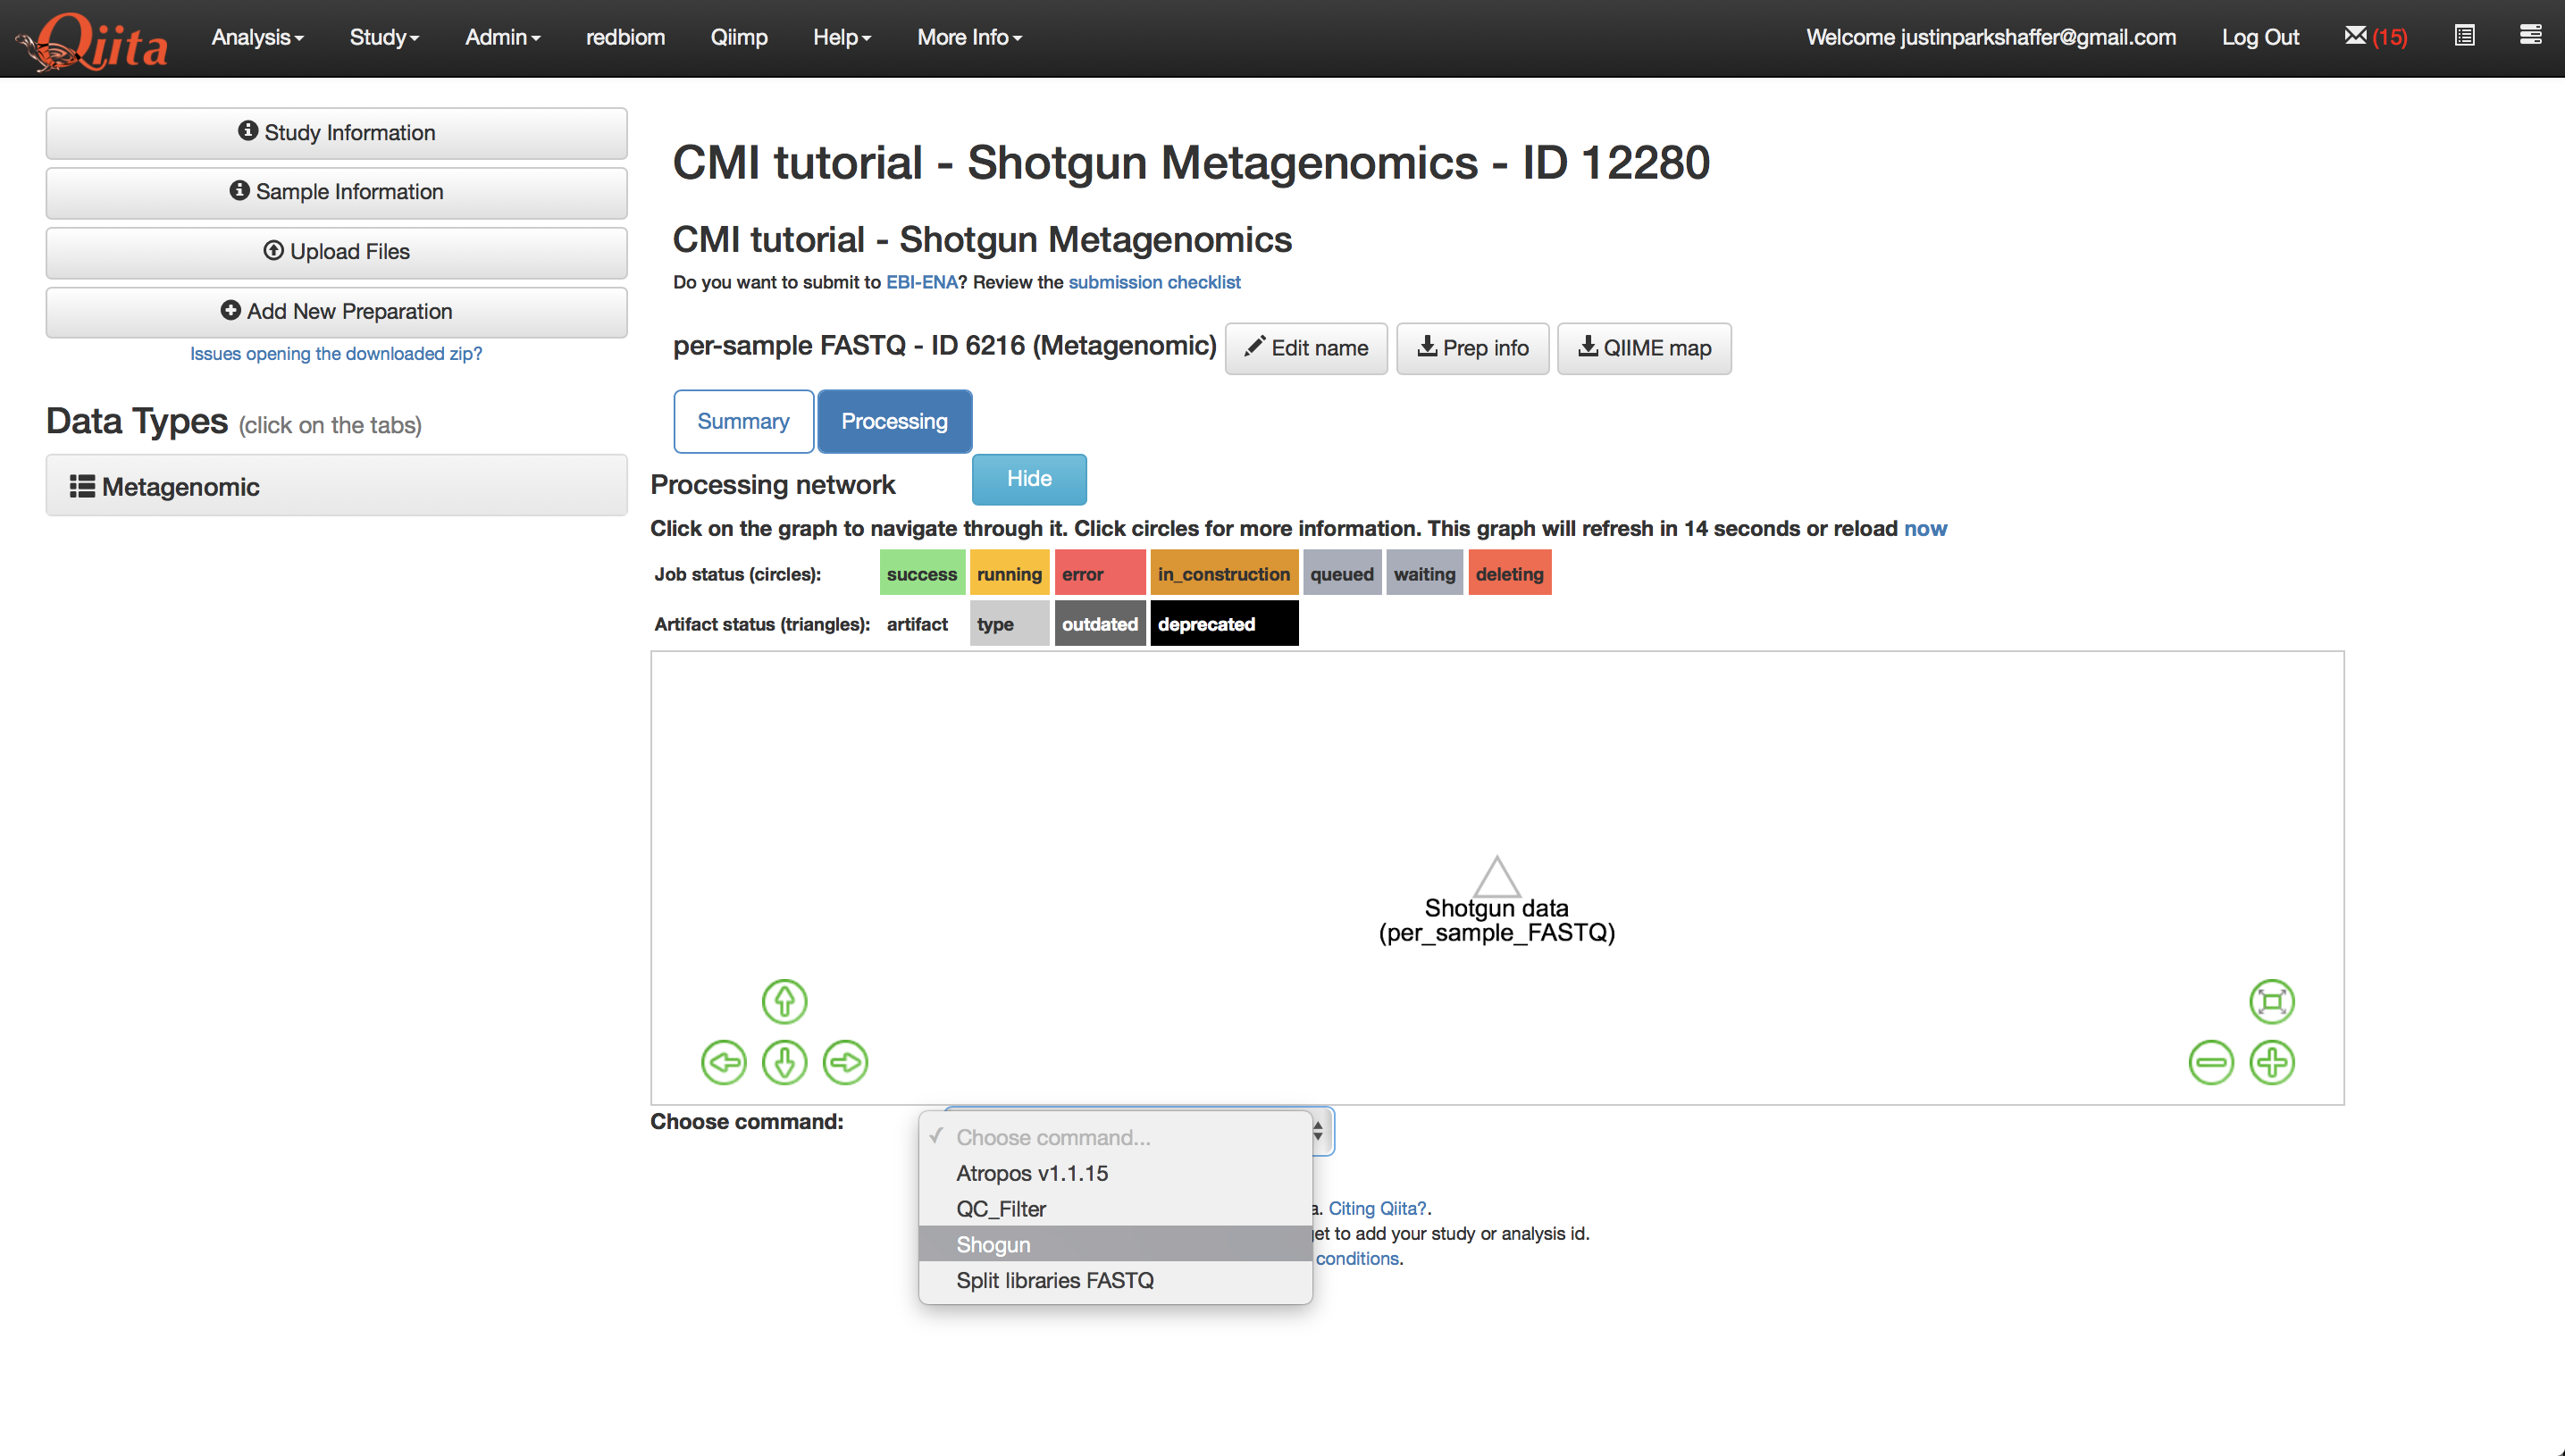 Qiita Analysis Study Admin redbiom Qiimp Help More Info Welcome justinparkshaffer@gmail.com Log Out (15)
Study Information
Sample Information
Upload Files
Add New Preparation
Issues opening the downloaded zip?
Data Types (click on the tabs)
Metagenomic
CMI tutorial - Shotgun Metagenomics - ID 12280
CMI tutorial - Shotgun Metagenomics
Do you want to submit to EBI-ENA? Review the submission checklist
per-sample FASTQ - ID 6216 (Metagenomic) Edit name Prep info QIIME map
Summary Processing
Processing network Hide
Click on the graph to navigate through it. Click circles for more information. This graph will refresh in 14 seconds or reload now
Job status (circles): success running error in_construction queued waiting deleting
Artifact status (triangles): artifact type outdated deprecated
Shotgun data
(per_sample_FASTQ)
Choose command:
Choose command...
Atropos v1.1.15
QC_Filter
Shogun
Split libraries FASTQ
a. Citing Qiita?.
et to add your study or analysis id.
conditions.